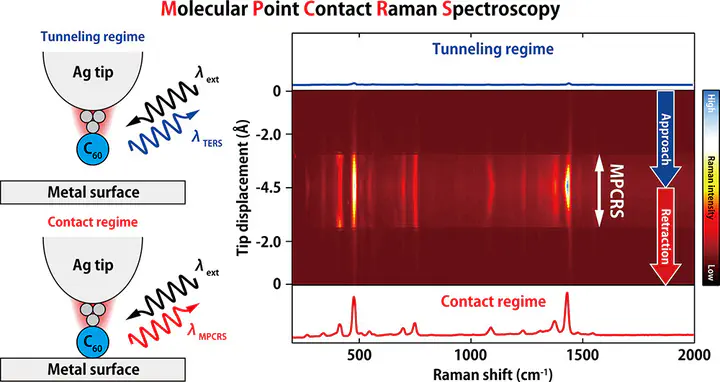 Molecular Point Contact Raman Spectroscopy
Tunneling regime
Ag tip
λext
λTERS
C60
Metal surface
Contact regime
Ag tip
λext
λMPCRS
C60
Metal surface
Tunneling regime
Tip displacement (Å)
0
-2.0
-4.5
-2.0
0
MPCRS
Approach
Retraction
Contact regime
500
1000
1500
2000
Raman shift (cm-1)
High
Raman intensity
Low